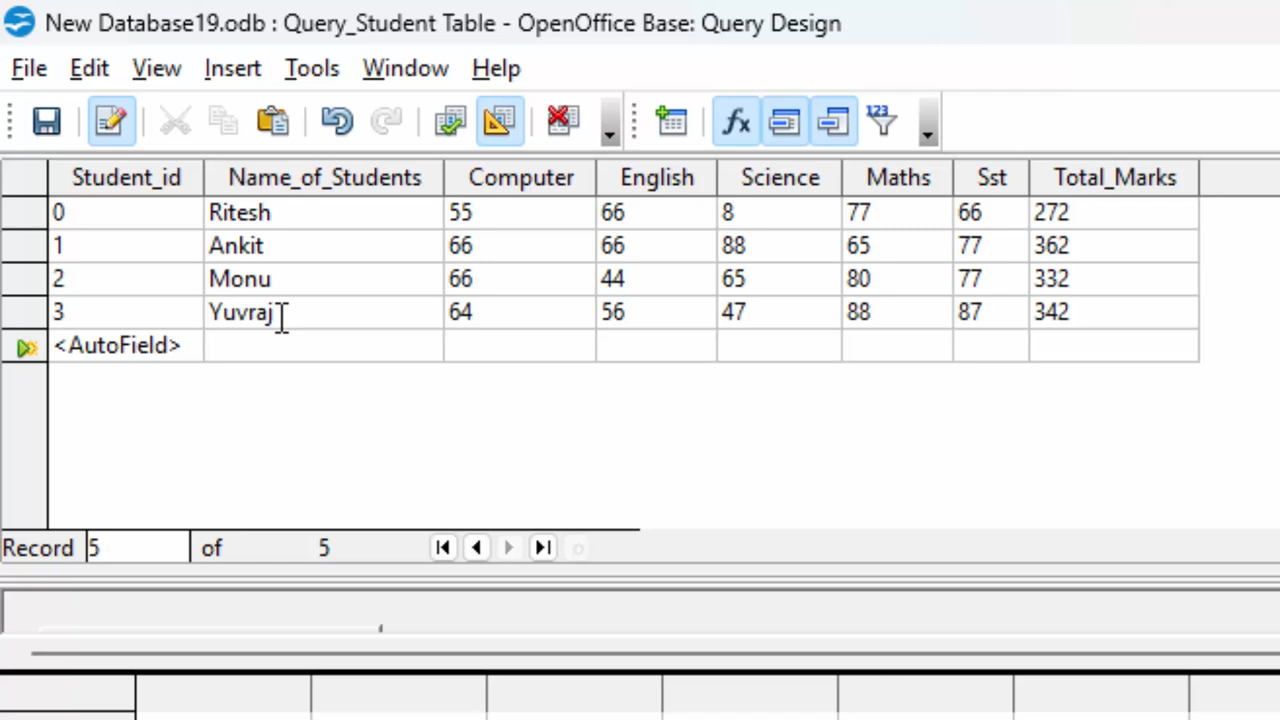 New Database19.odb : Query_Student Table - OpenOffice Base: Query Design
File Edit View Insert Tools Window Help
123
Student_id Name_of_Students Computer English Science Maths Sst Total_Marks
0 Ritesh 55 66 8 77 66 272
1 Ankit 66 66 88 65 77 362
2 Monu 66 44 65 80 77 332
3 Yuvraj 64 56 47 88 87 342
<AutoField>
Record 5 of 5